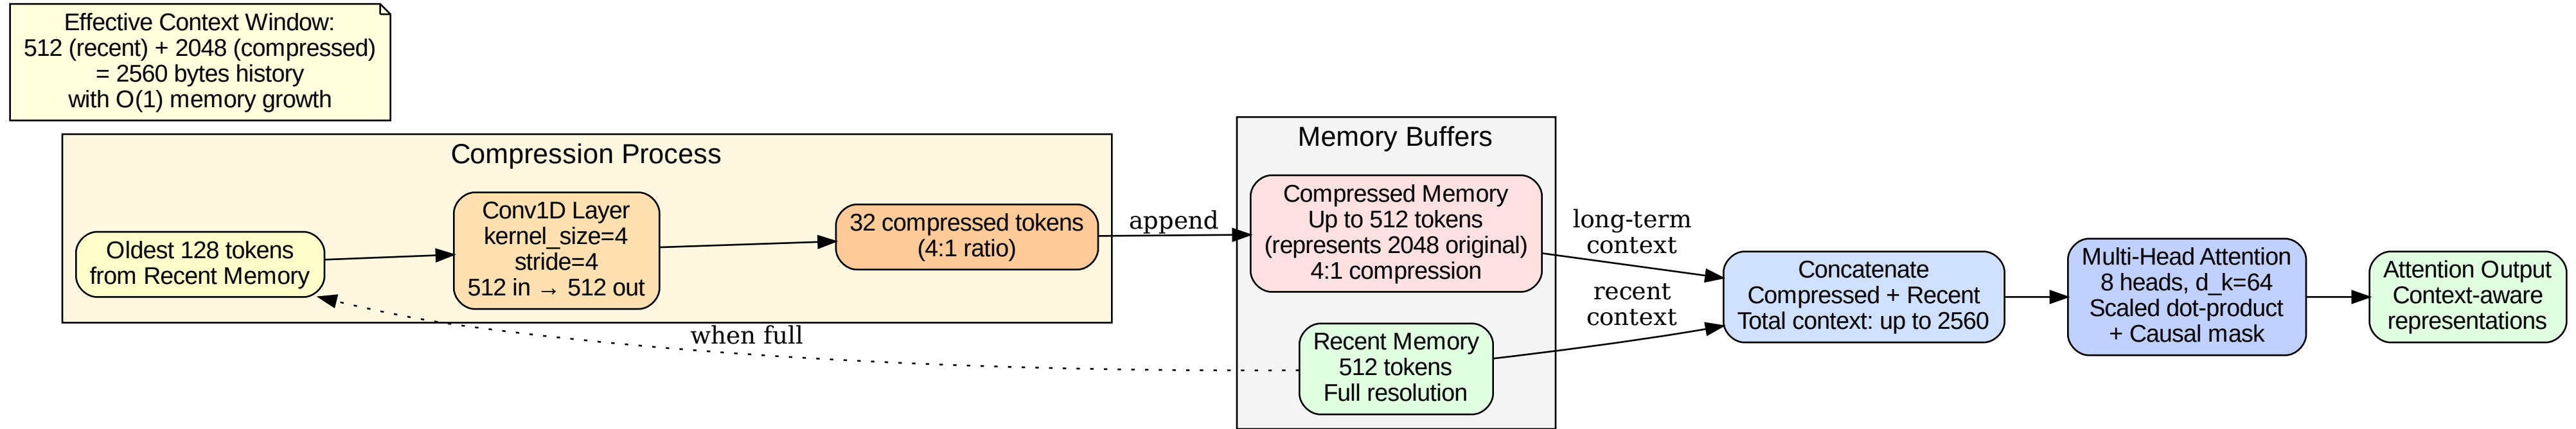 Effective Context Window:
512 (recent) + 2048 (compressed)
= 2560 bytes history
with O(1) memory growth
Compression Process
Oldest 128 tokens
from Recent Memory
Conv1D Layer
kernel_size=4
stride=4
512 in → 512 out
32 compressed tokens
(4:1 ratio)
append
when full
Memory Buffers
Compressed Memory
Up to 512 tokens
(represents 2048 original)
4:1 compression
Recent Memory
512 tokens
Full resolution
long-term
context
recent
context
Concatenate
Compressed + Recent
Total context: up to 2560
Multi-Head Attention
8 heads, d_k=64
Scaled dot-product
+ Causal mask
Attention Output
Context-aware
representations